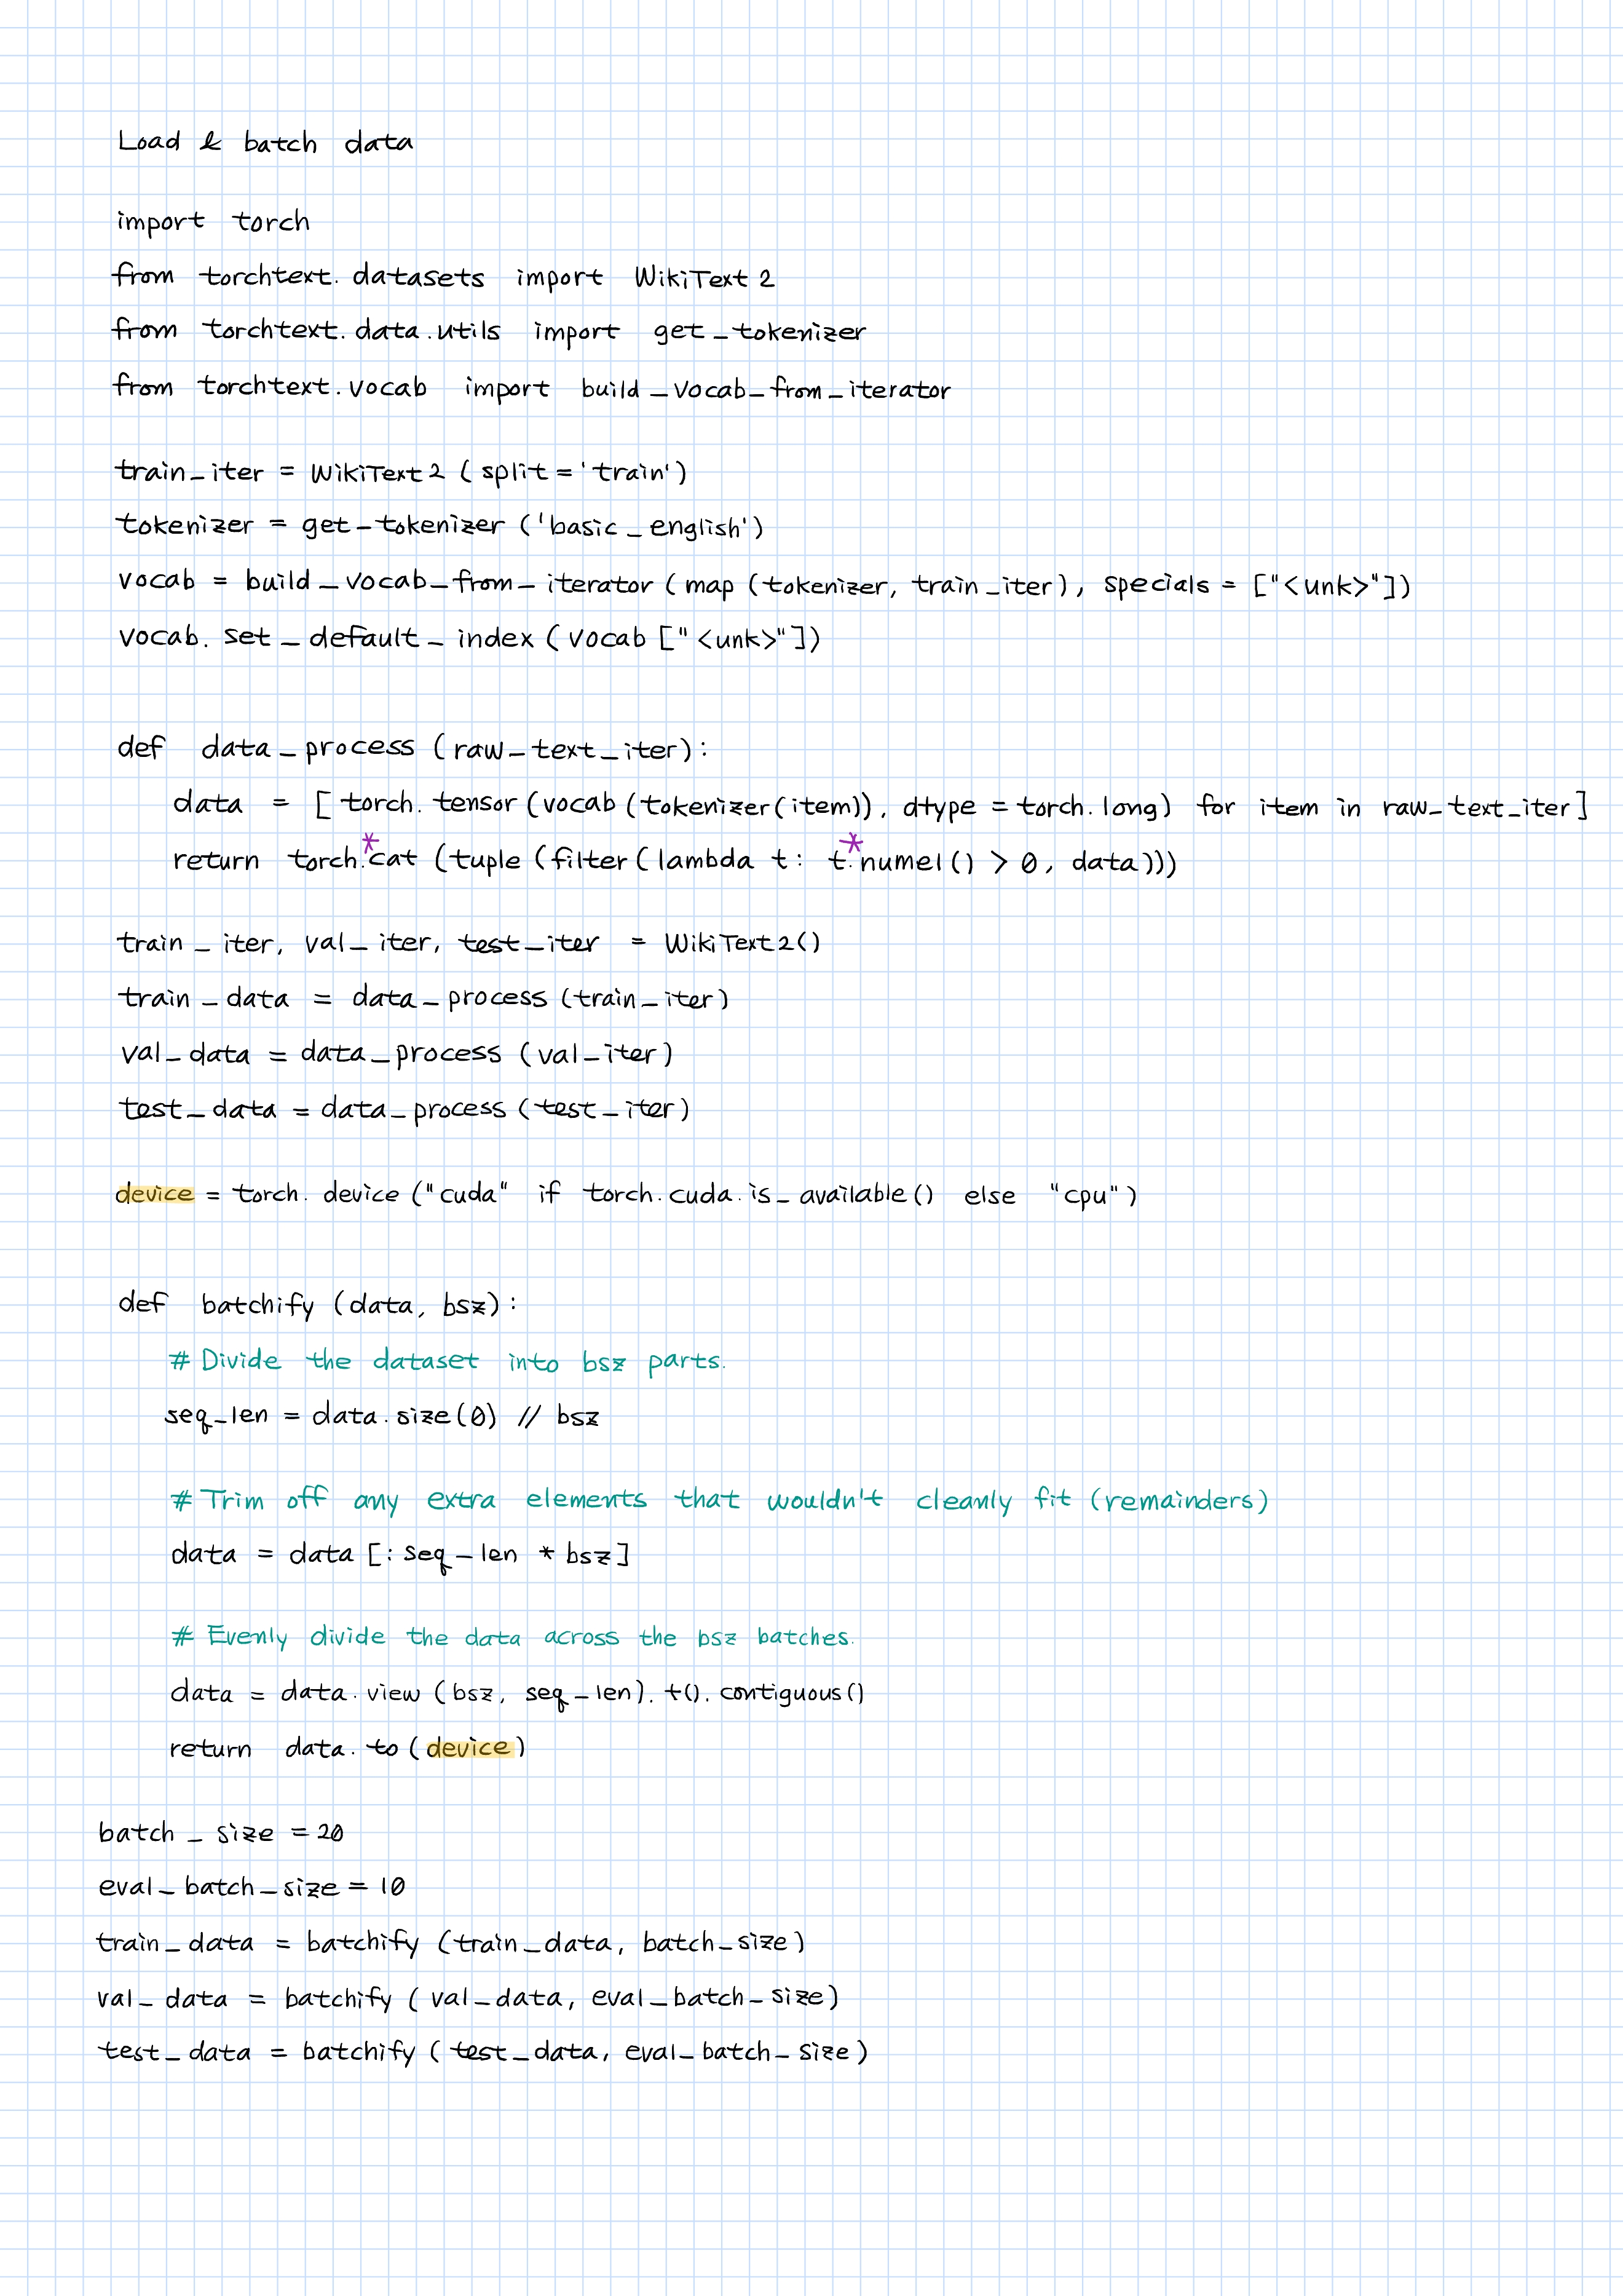 Load & batch data
import torch
from torchtext.datasets import WikiText2
from torchtext.data.utils import get_tokenizer
from torchtext.vocab import build_vocab_from_iterator
train_iter = WikiText2 (split='train')
tokenizer = get_tokenizer ('basic_english')
vocab = build_vocab_from_iterator (map (tokenizer, train_iter), specials = ["<unk>"])
vocab.set_default_index (vocab ["<unk>"])
def data_process (raw_text_iter):
data = [torch.tensor (vocab (tokenizer(item)), dtype = torch.long) for item in raw_text_iter]
return torch.*cat (tuple (filter (lambda t: t.*numel() > 0, data)))
train_iter, val_iter, test_iter = WikiText2()
train_data = data_process (train_iter)
val_data = data_process (val_iter)
test_data = data_process (test_iter)
device = torch.device ("cuda" if torch.cuda.is_available() else "cpu")
def batchify (data, bsz):
# Divide the dataset into bsz parts.
seq_len = data.size(0) // bsz
# Trim off any extra elements that wouldn't cleanly fit (remainders)
data = data [: seq_len * bsz]
# Evenly divide the data across the bsz batches.
data = data.view (bsz, seq_len).t().contiguous()
return data.to (device)
batch_size = 20
eval_batch_size = 10
train_data = batchify (train_data, batch_size)
val_data = batchify (val_data, eval_batch_size)
test_data = batchify (test_data, eval_batch_size)